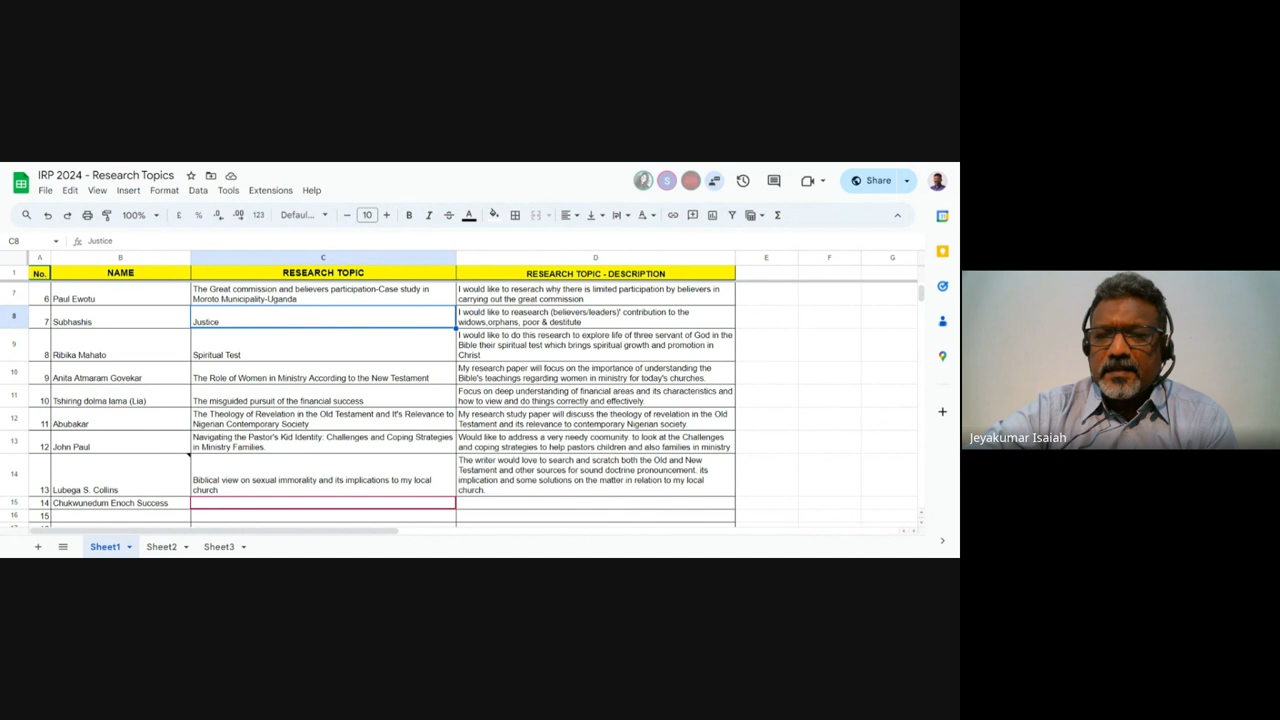 IRP 2024 - Research Topics
File Edit View Insert Format Data Tools Extensions Help
S
Share
100% £ % .0 .00 123 Defaul... 10 B I A
C8 fx Justice
A B C D E F G
1 No. NAME RESEARCH TOPIC RESEARCH TOPIC - DESCRIPTION
The Great commission and believers participation-Case study in
Moroto Municipality-Uganda
I would like to reserach why there is limited participation by believers in
carrying out the great commission
7 6 Paul Ewotu
I would like to reasearch (believers/leaders)' contribution to the
widows,orphans, poor & destitute
8 7 Subhashis Justice
I would like to do this research to explore life of three servant of God in the
Bible their spiritual test which brings spiritual growth and promotion in
Christ
9 8 Ribika Mahato Spiritual Test
My research paper will focus on the importance of understanding the
Bible's teachings regarding women in ministry for today's churches.
10 9 Anita Atmaram Govekar The Role of Women in Ministry According to the New Testament
Focus on deep understanding of financial areas and its characteristics and
how to view and do things correctly and effectively.
11 10 Tshiring dolma lama (Lia) The misguided pursuit of the financial success
The Theology of Revelation in the Old Testament and It's Relevance to
Nigerian Contemporary Society
My research study paper will discuss the theology of revelation in the Old
Testament and its relevance to contemporary Nigerian society
12 11 Abubakar
Navigating the Pastor's Kid Identity: Challenges and Coping Strategies
in Ministry Families.
Would like to address a very needy coomunity. to look at the Challenges
and coping strategies to help pastors children and also families in ministry
13 12 John Paul
The writer would love to search and scratch both the Old and New
Testament and other sources for sound doctrine pronouncement. its
implication and some solutions on the matter in relation to my local
church.
Biblical view on sexual immorality and its implications to my local
church
14 13 Lubega S. Collins
15 14 Chukwunedum Enoch Success
16 15
Sheet1 Sheet2 Sheet3
Jeyakumar Isaiah